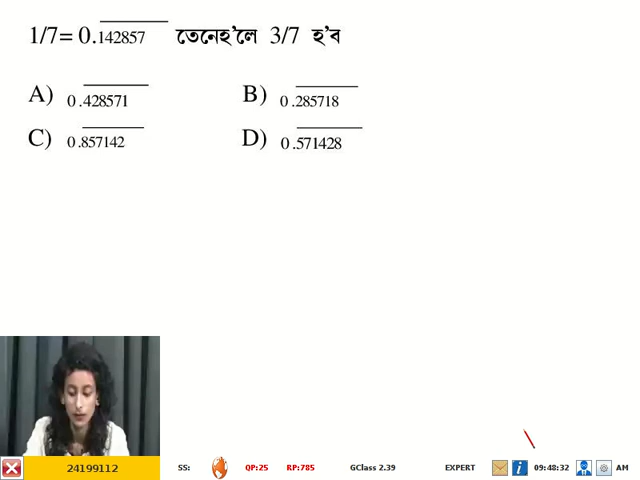 1/7= 0.142857 তেনেহ'লে 3/7 হ'ব
A) 0.428571 B) 0.285718
C) 0.857142 D) 0.571428
24199112 SS: QP:25 RP:785 GClass 2.39 EXPERT 09:48:32 AM